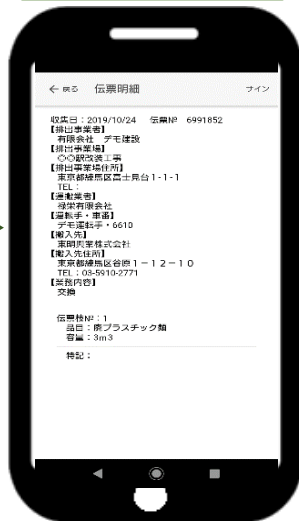 ← 戻る 伝票明細 サイン
収集日：2019/10/24 伝票№ 6991852
【排出事業者】
有限会社 デモ建設
【排出事業場】
〇〇駅改装工事
【排出事業場住所】
東京都練馬区富士見台1-1-1
TEL：
【運搬業者】
禄栄有限会社
【運転手・車番】
デモ運転手・6610
【搬入先】
東明興業株式会社
【搬入先住所】
東京都練馬区谷原１－１２－１０
TEL：03-5910-2771
【業務内容】
交換
伝票枝№：1
品目：廃プラスチック類
容量：3m3
特記：